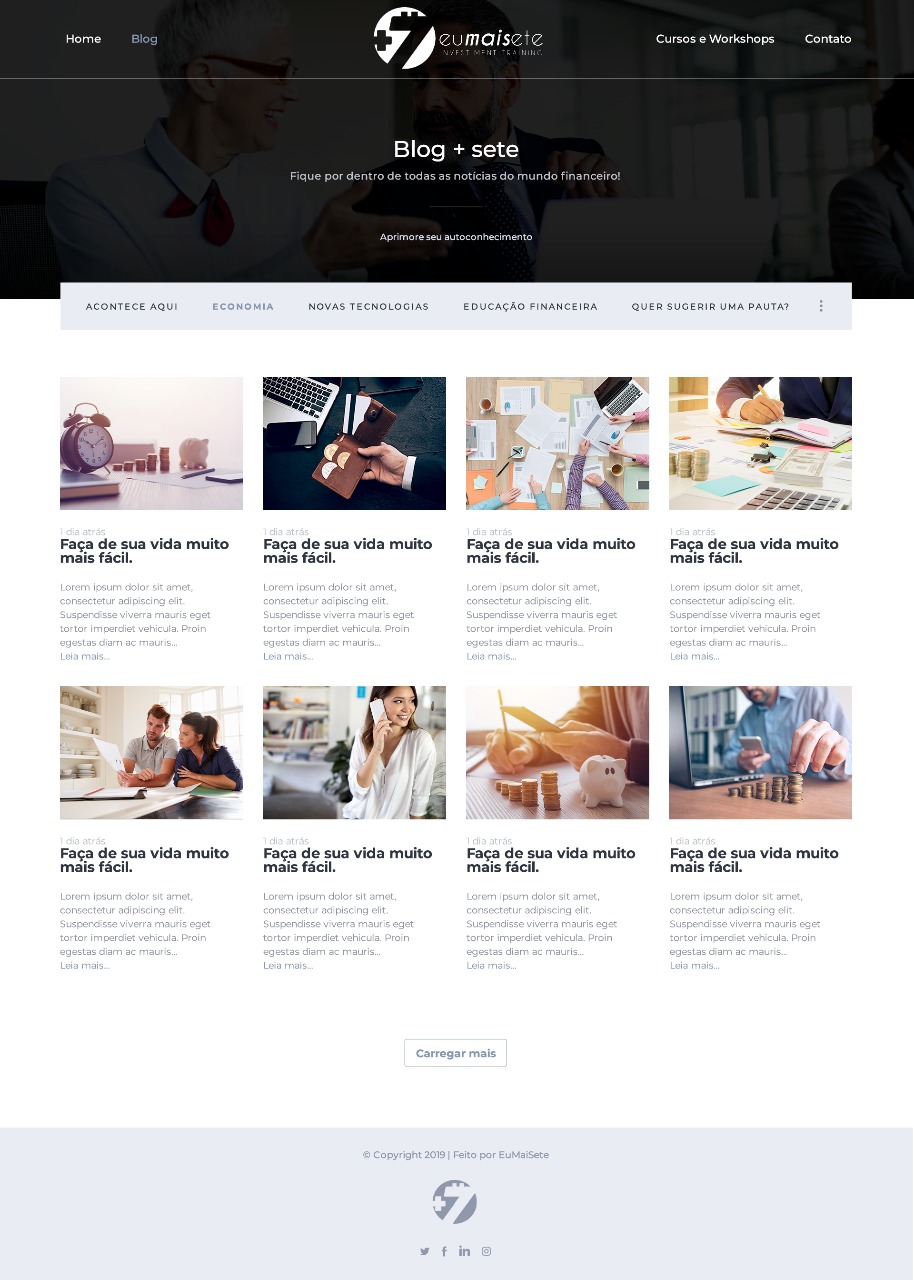 Home
Blog
eumaisete
INVESTMENT TRAINING
Cursos e Workshops
Contato
Blog + sete
Fique por dentro de todas as notícias do mundo financeiro!
Aprimore seu autoconhecimento
ACONTECE AQUI
ECONOMIA
NOVAS TECNOLOGIAS
EDUCAÇÃO FINANCEIRA
QUER SUGERIR UMA PAUTA?
1 dia atrás
Faça de sua vida muito
mais fácil.
Lorem ipsum dolor sit amet,
consectetur adipiscing elit.
Suspendisse viverra mauris eget
tortor imperdiet vehicula. Proin
egestas diam ac mauris...
Leia mais...
1 dia atrás
Faça de sua vida muito
mais fácil.
Lorem ipsum dolor sit amet,
consectetur adipiscing elit.
Suspendisse viverra mauris eget
tortor imperdiet vehicula. Proin
egestas diam ac mauris...
Leia mais...
1 dia atrás
Faça de sua vida muito
mais fácil.
Lorem ipsum dolor sit amet,
consectetur adipiscing elit.
Suspendisse viverra mauris eget
tortor imperdiet vehicula. Proin
egestas diam ac mauris...
Leia mais...
1 dia atrás
Faça de sua vida muito
mais fácil.
Lorem ipsum dolor sit amet,
consectetur adipiscing elit.
Suspendisse viverra mauris eget
tortor imperdiet vehicula. Proin
egestas diam ac mauris...
Leia mais...
1 dia atrás
Faça de sua vida muito
mais fácil.
Lorem ipsum dolor sit amet,
consectetur adipiscing elit.
Suspendisse viverra mauris eget
tortor imperdiet vehicula. Proin
egestas diam ac mauris...
Leia mais...
1 dia atrás
Faça de sua vida muito
mais fácil.
Lorem ipsum dolor sit amet,
consectetur adipiscing elit.
Suspendisse viverra mauris eget
tortor imperdiet vehicula. Proin
egestas diam ac mauris...
Leia mais...
1 dia atrás
Faça de sua vida muito
mais fácil.
Lorem ipsum dolor sit amet,
consectetur adipiscing elit.
Suspendisse viverra mauris eget
tortor imperdiet vehicula. Proin
egestas diam ac mauris...
Leia mais...
1 dia atrás
Faça de sua vida muito
mais fácil.
Lorem ipsum dolor sit amet,
consectetur adipiscing elit.
Suspendisse viverra mauris eget
tortor imperdiet vehicula. Proin
egestas diam ac mauris...
Leia mais...
Carregar mais
© Copyright 2019 | Feito por EuMaiSete